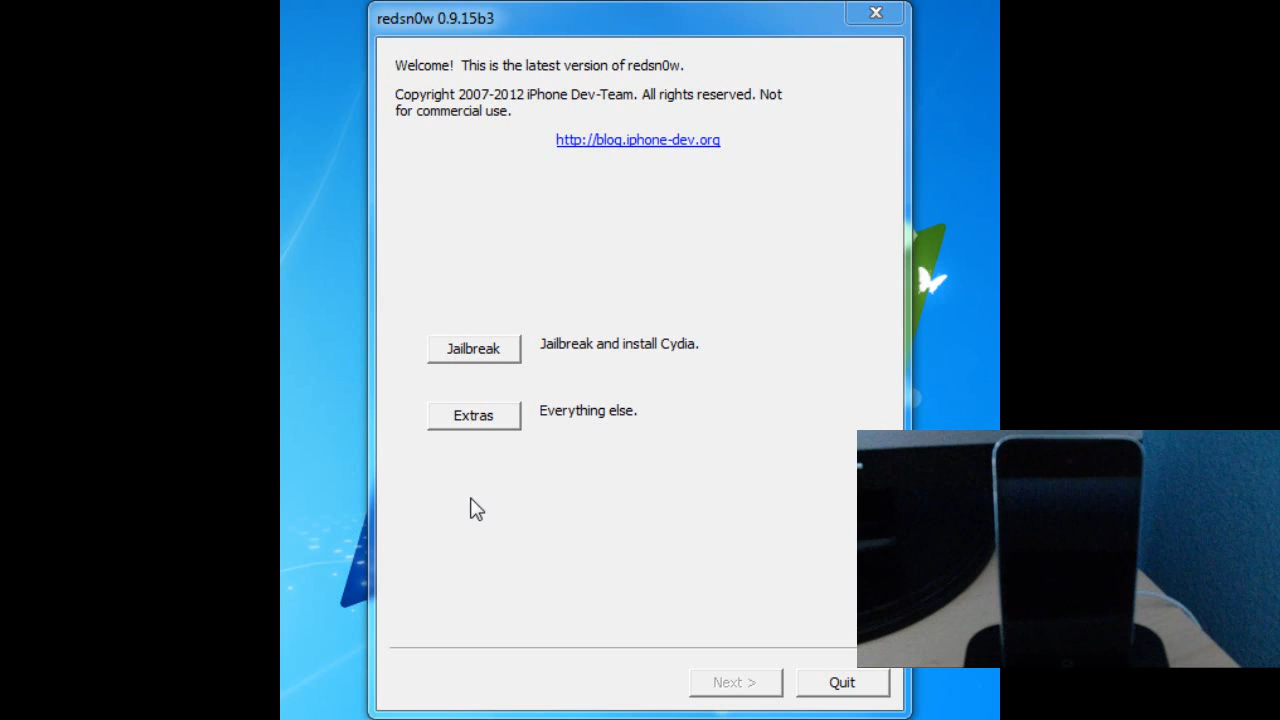 redsn0w 0.9.15b3
Welcome!  This is the latest version of redsn0w.
Copyright 2007-2012 iPhone Dev-Team. All rights reserved. Not
for commercial use.
http://blog.iphone-dev.org
Jailbreak
Jailbreak and install Cydia.
Extras
Everything else.
Next >
Quit